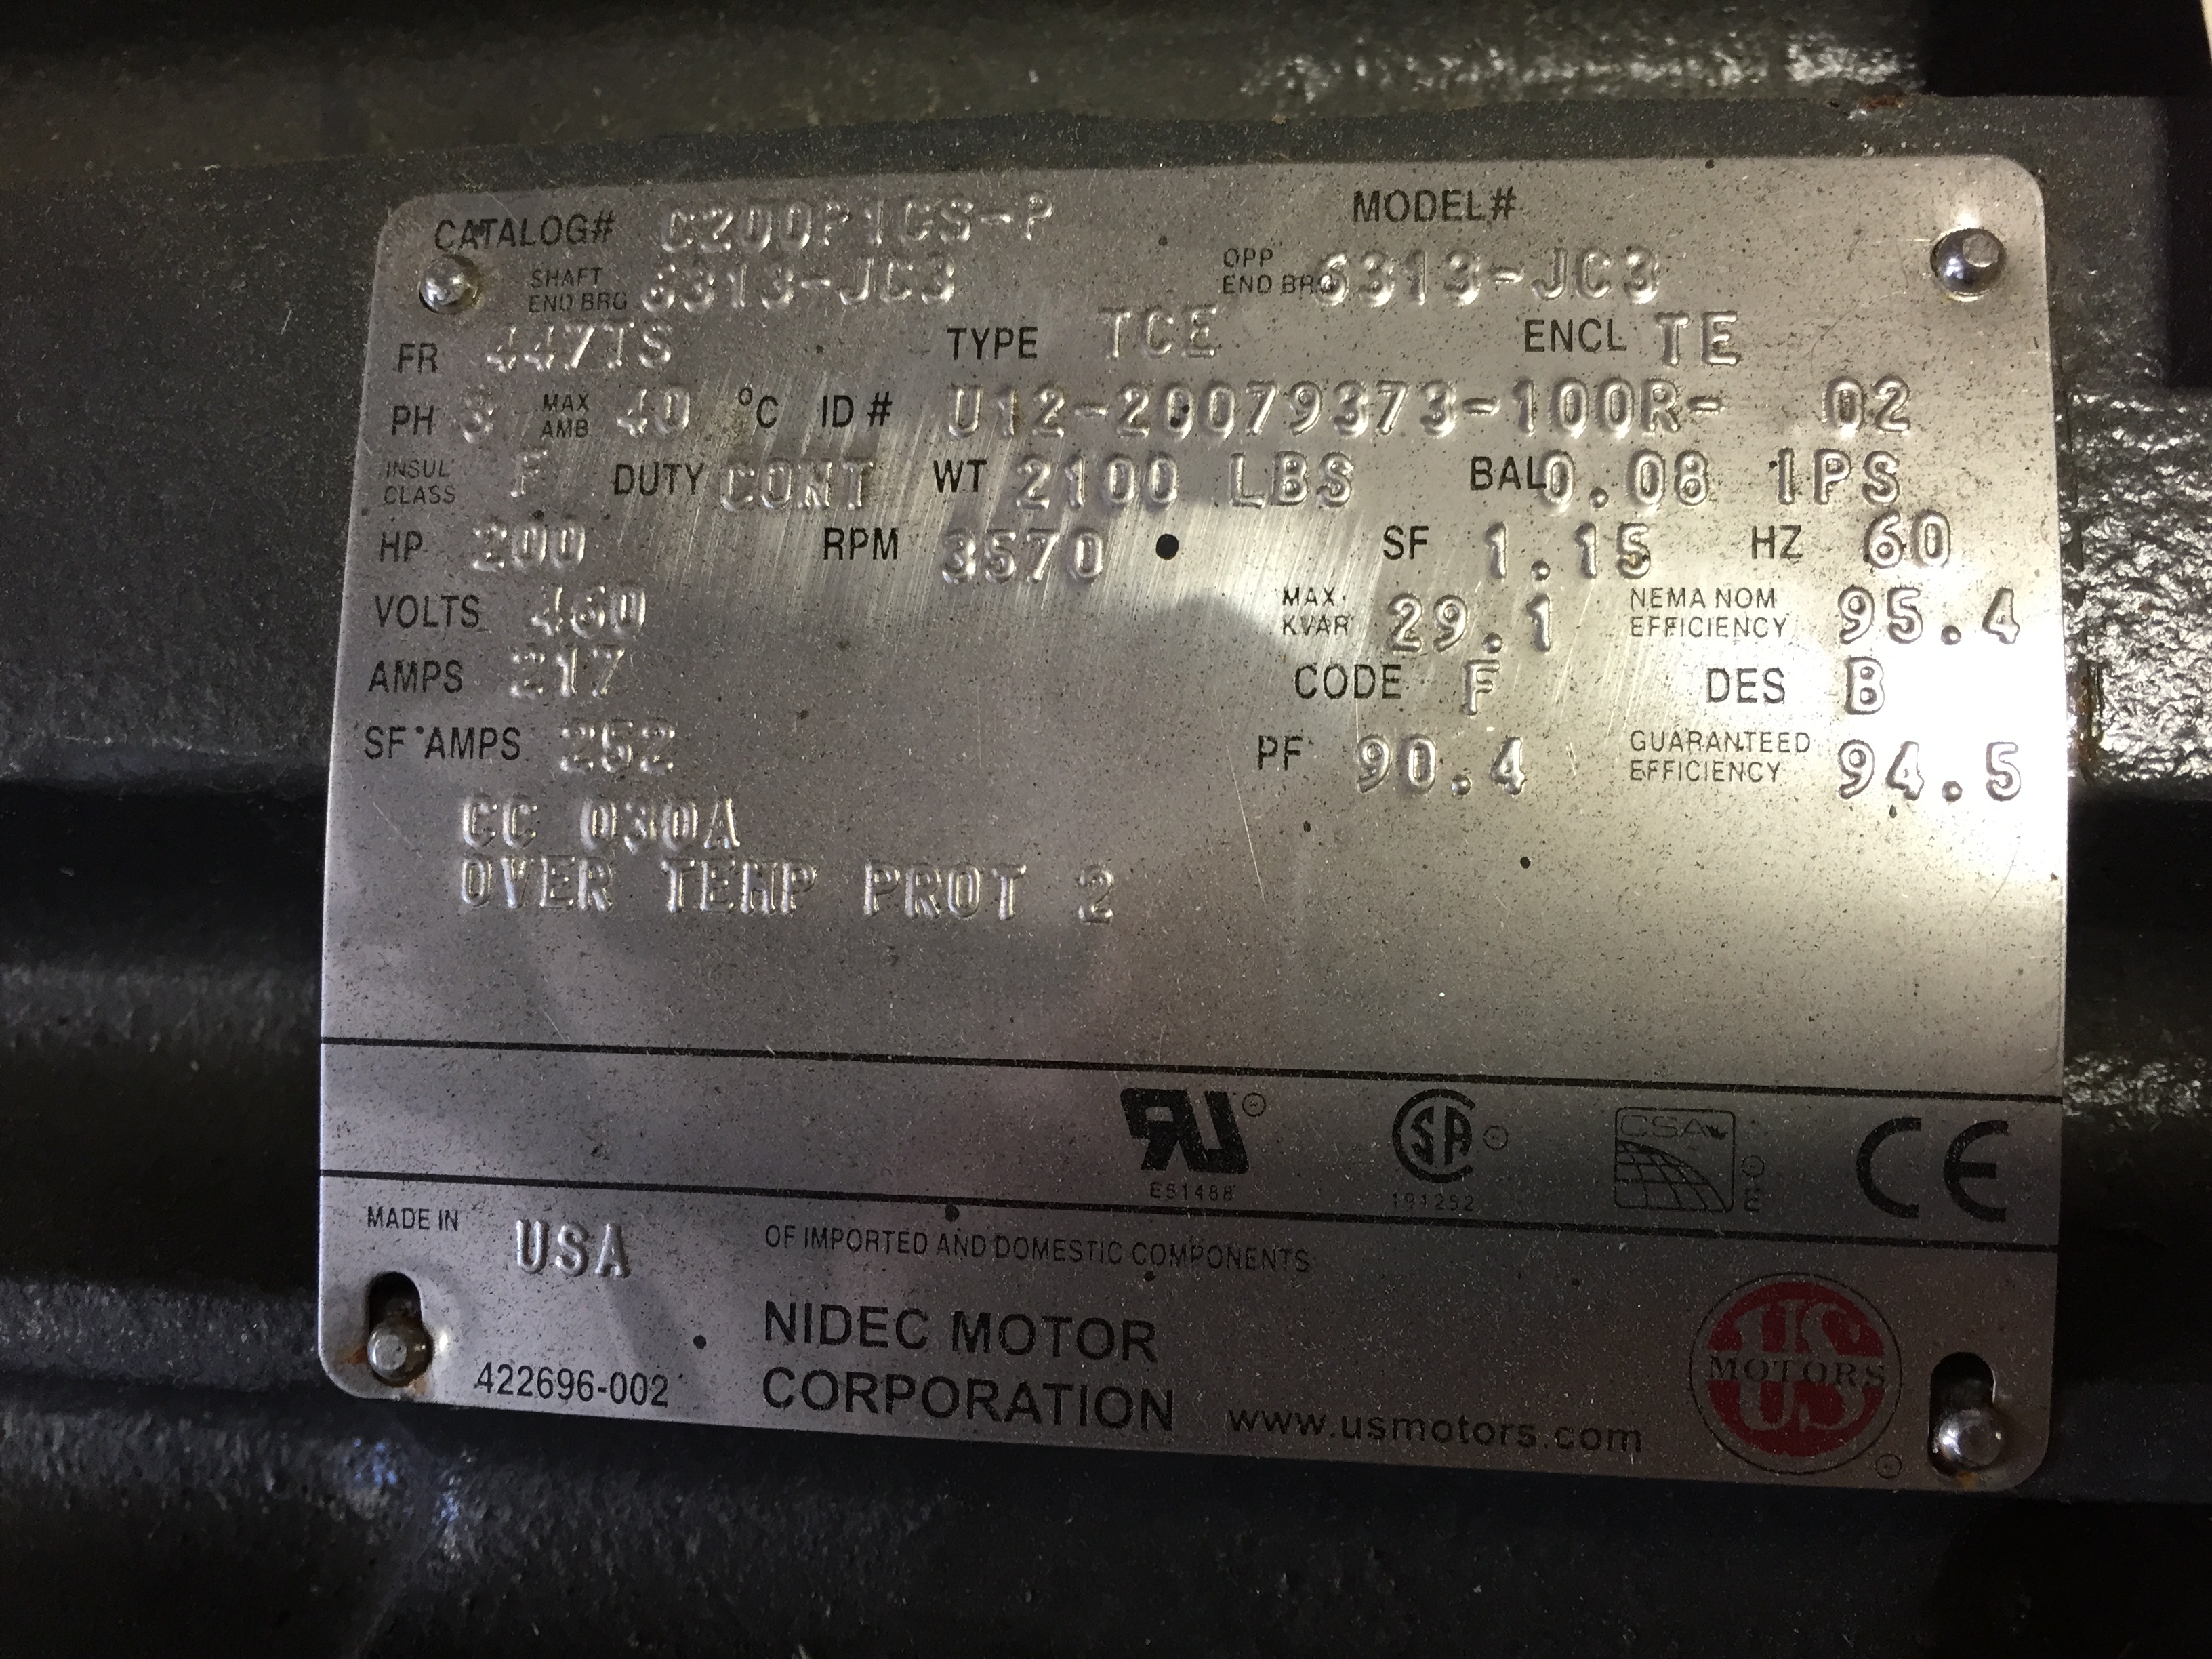 CATALOG# C200P1CS-P MODEL#
SHAFT END BRG 6313-JC3 OPP END BRG 6313-JC3
FR 447TS TYPE TCE ENCL TE
PH 3 MAX AMB 40 °C ID # U12-20079373-100R- 02
INSUL CLASS F DUTY CONT WT 2100 LBS BAL 0.08 IPS
HP 200 RPM 3570 SF 1.15 HZ 60
VOLTS 460 MAX. KVAR 29.1 NEMA NOM EFFICIENCY 95.4
AMPS 217 CODE F DES B
SF AMPS 252 PF 90.4 GUARANTEED EFFICIENCY 94.5
CC 030A
OVER TEMP PROT 2
RU SA CSA CE
E51488 191252 E
MADE IN USA OF IMPORTED AND DOMESTIC COMPONENTS
NIDEC MOTOR
CORPORATION
422696-002
www.usmotors.com
US MOTORS